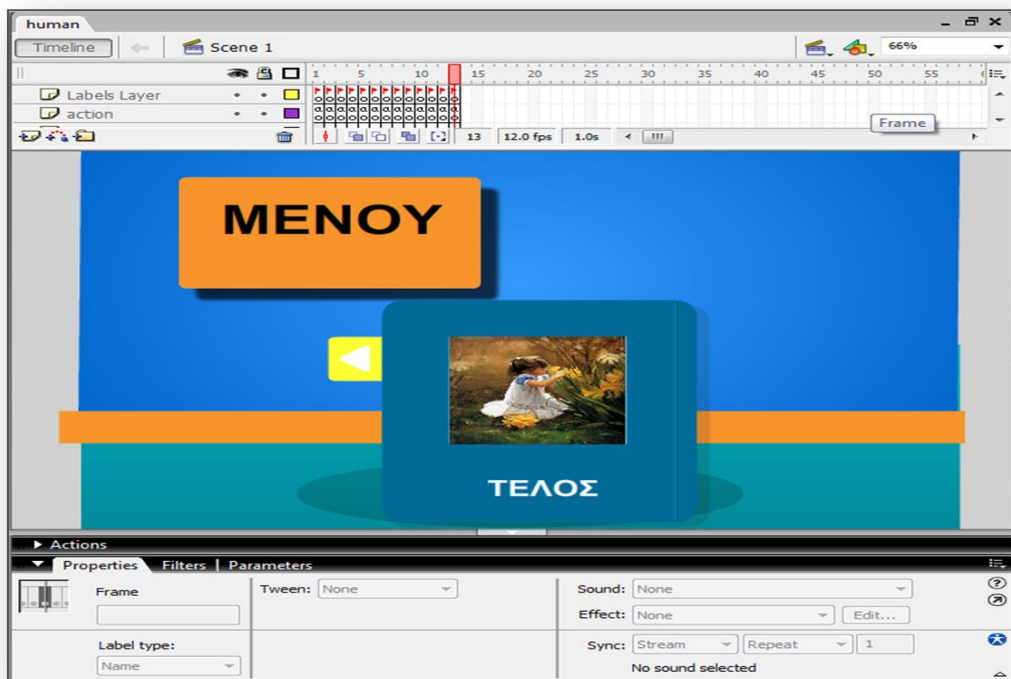 human
Timeline Scene 1 66%
1 5 10 15 20 25 30 35 40 45 50 55
Labels Layer
action
Frame
13 12.0 fps 1.0s
ΜΕΝΟΥ
ΤΕΛΟΣ
Actions
Properties Filters Parameters
Frame Tween: None Sound: None
Effect: None Edit...
Label type: Sync: Stream Repeat 1
Name No sound selected